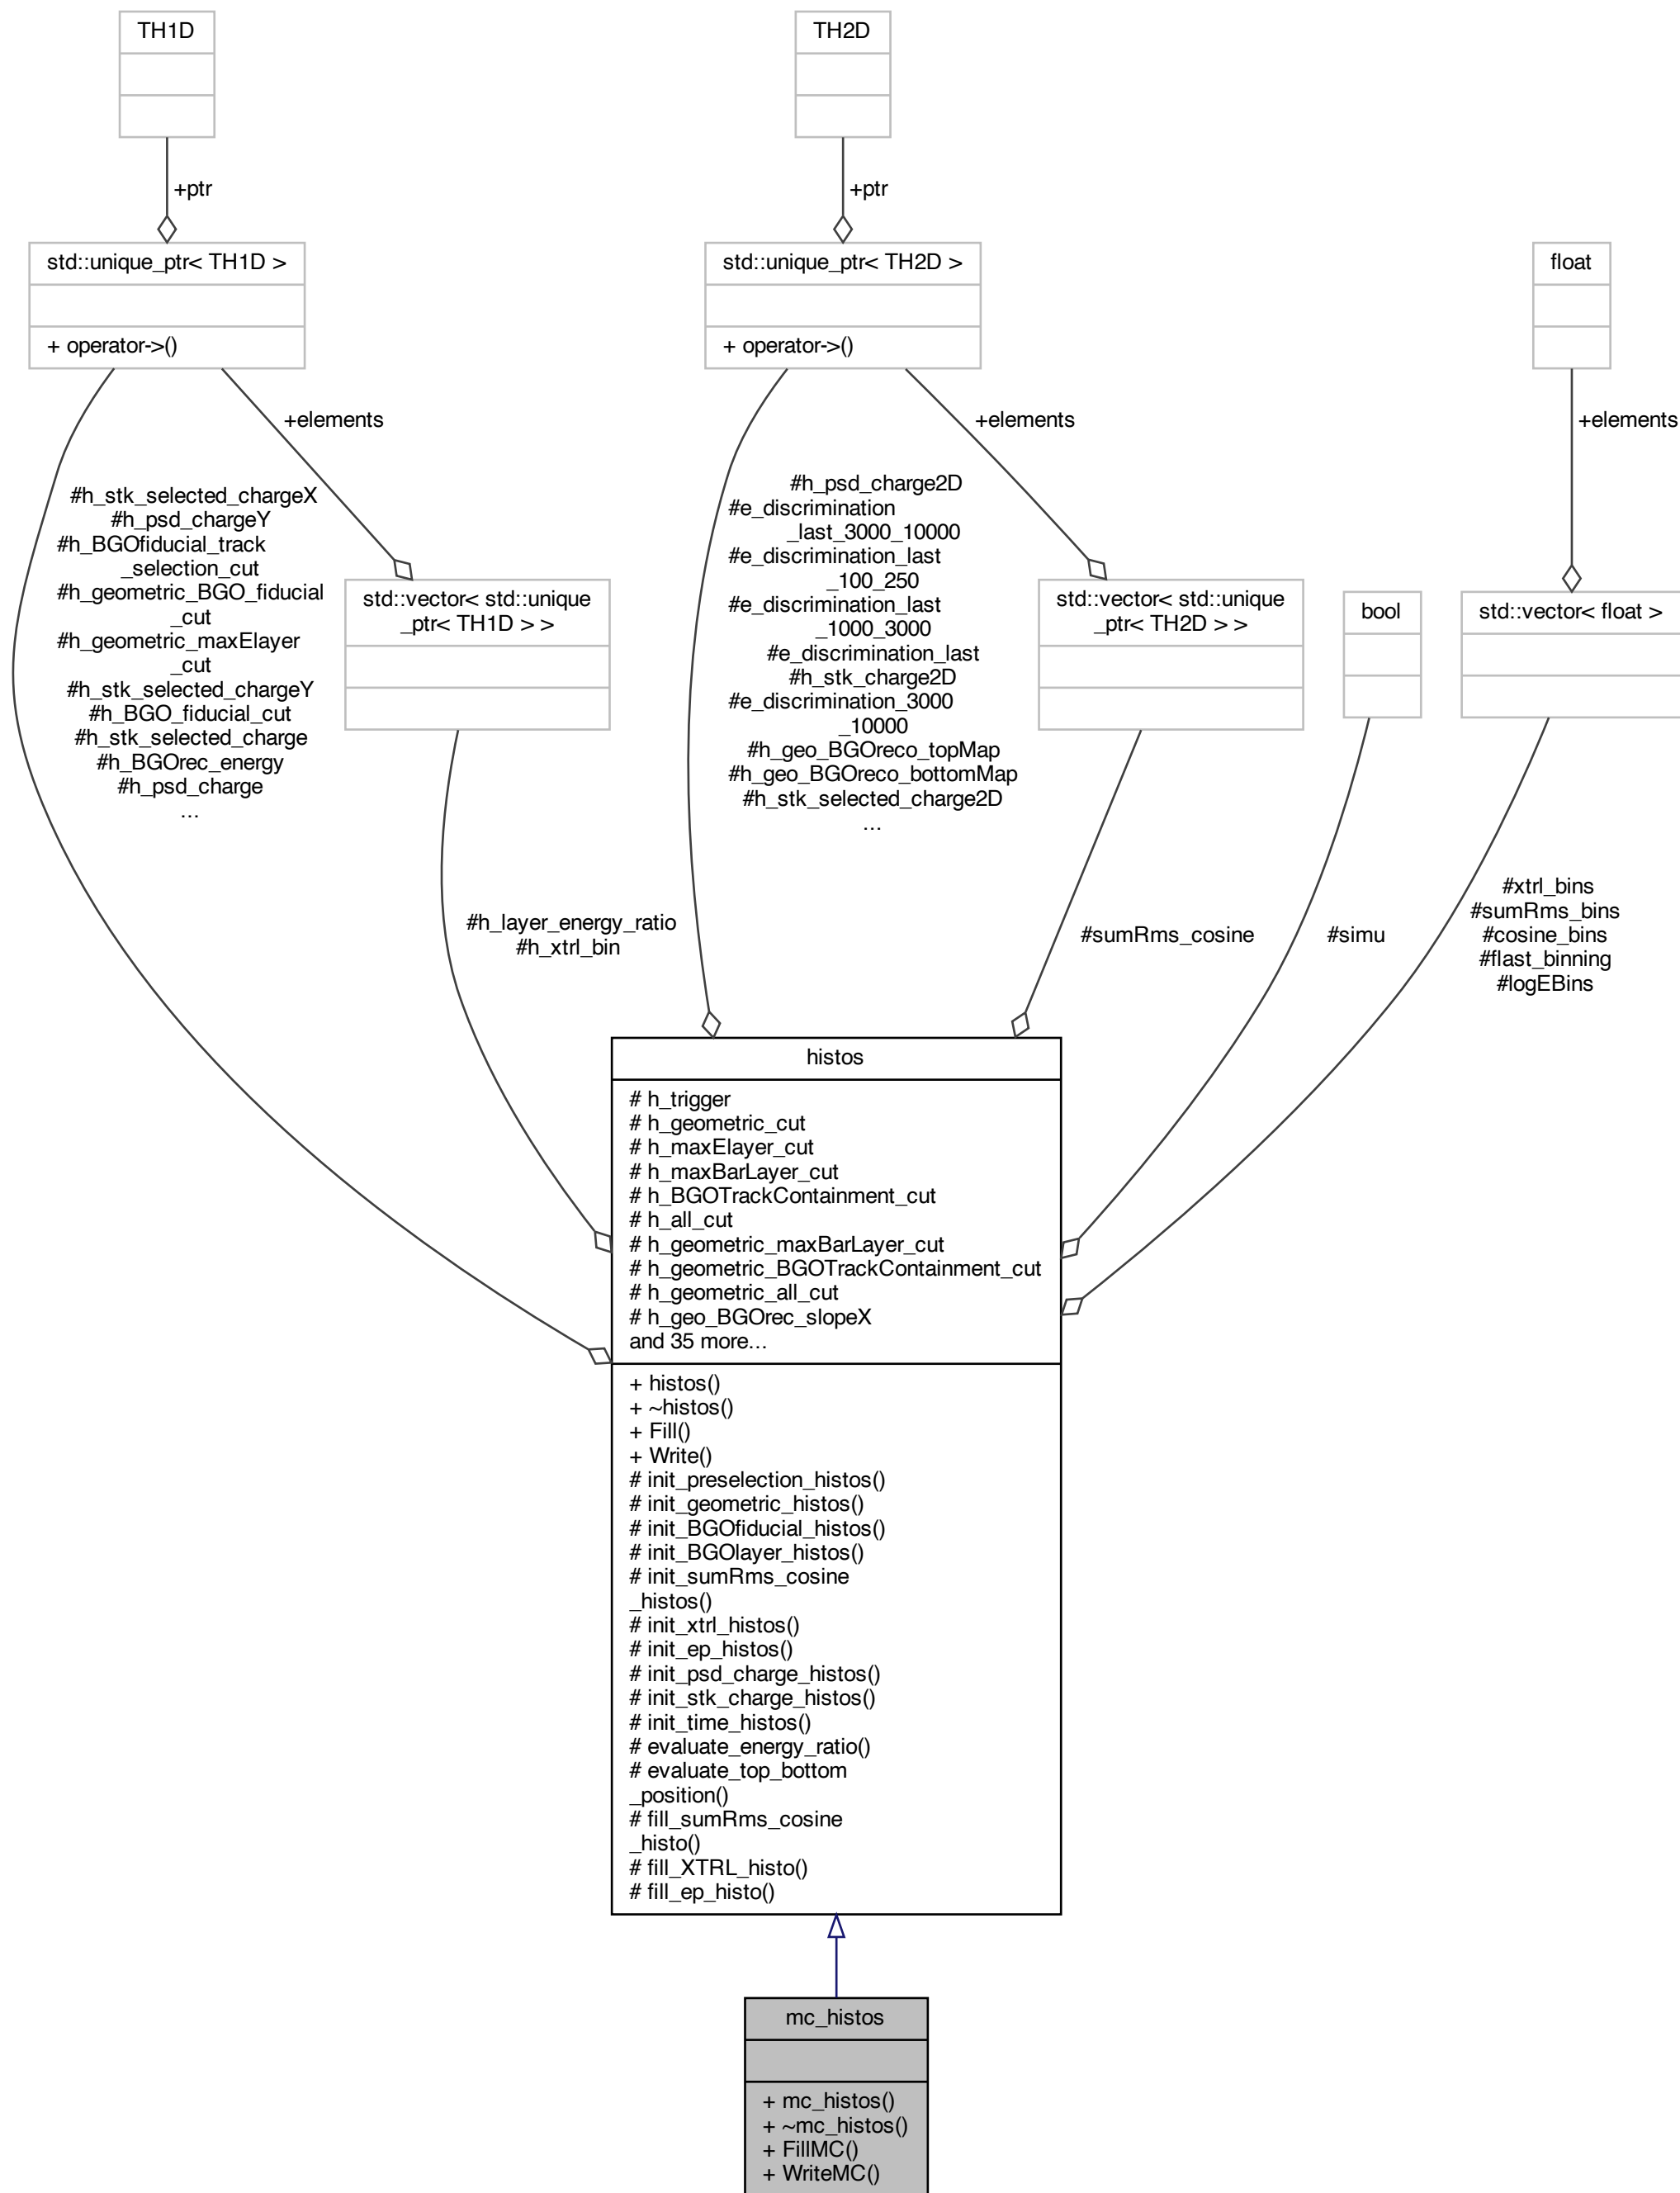 TH1D
TH2D
+ptr
+ptr
std::unique_ptr< TH1D >
+ operator->()
std::unique_ptr< TH2D >
+ operator->()
float
+elements
+elements
+elements
#h_stk_selected_chargeX
#h_psd_chargeY
#h_BGOfiducial_track
_selection_cut
#h_geometric_BGO_fiducial
_cut
#h_geometric_maxElayer
_cut
#h_stk_selected_chargeY
#h_BGO_fiducial_cut
#h_stk_selected_charge
#h_BGOrec_energy
#h_psd_charge
...
std::vector< std::unique
_ptr< TH1D > >
#h_psd_charge2D
#e_discrimination
_last_3000_10000
#e_discrimination_last
_100_250
#e_discrimination_last
_1000_3000
#e_discrimination_last
#h_stk_charge2D
#e_discrimination_3000
_10000
#h_geo_BGOreco_topMap
#h_geo_BGOreco_bottomMap
#h_stk_selected_charge2D
...
std::vector< std::unique
_ptr< TH2D > >
bool
std::vector< float >
#h_layer_energy_ratio
#h_xtrl_bin
#sumRms_cosine
#simu
#xtrl_bins
#sumRms_bins
#cosine_bins
#flast_binning
#logEBins
histos
# h_trigger
# h_geometric_cut
# h_maxElayer_cut
# h_maxBarLayer_cut
# h_BGOTrackContainment_cut
# h_all_cut
# h_geometric_maxBarLayer_cut
# h_geometric_BGOTrackContainment_cut
# h_geometric_all_cut
# h_geo_BGOrec_slopeX
and 35 more...
+ histos()
+ ~histos()
+ Fill()
+ Write()
# init_preselection_histos()
# init_geometric_histos()
# init_BGOfiducial_histos()
# init_BGOlayer_histos()
# init_sumRms_cosine
_histos()
# init_xtrl_histos()
# init_ep_histos()
# init_psd_charge_histos()
# init_stk_charge_histos()
# init_time_histos()
# evaluate_energy_ratio()
# evaluate_top_bottom
_position()
# fill_sumRms_cosine
_histo()
# fill_XTRL_histo()
# fill_ep_histo()
mc_histos
+ mc_histos()
+ ~mc_histos()
+ FillMC()
+ WriteMC()